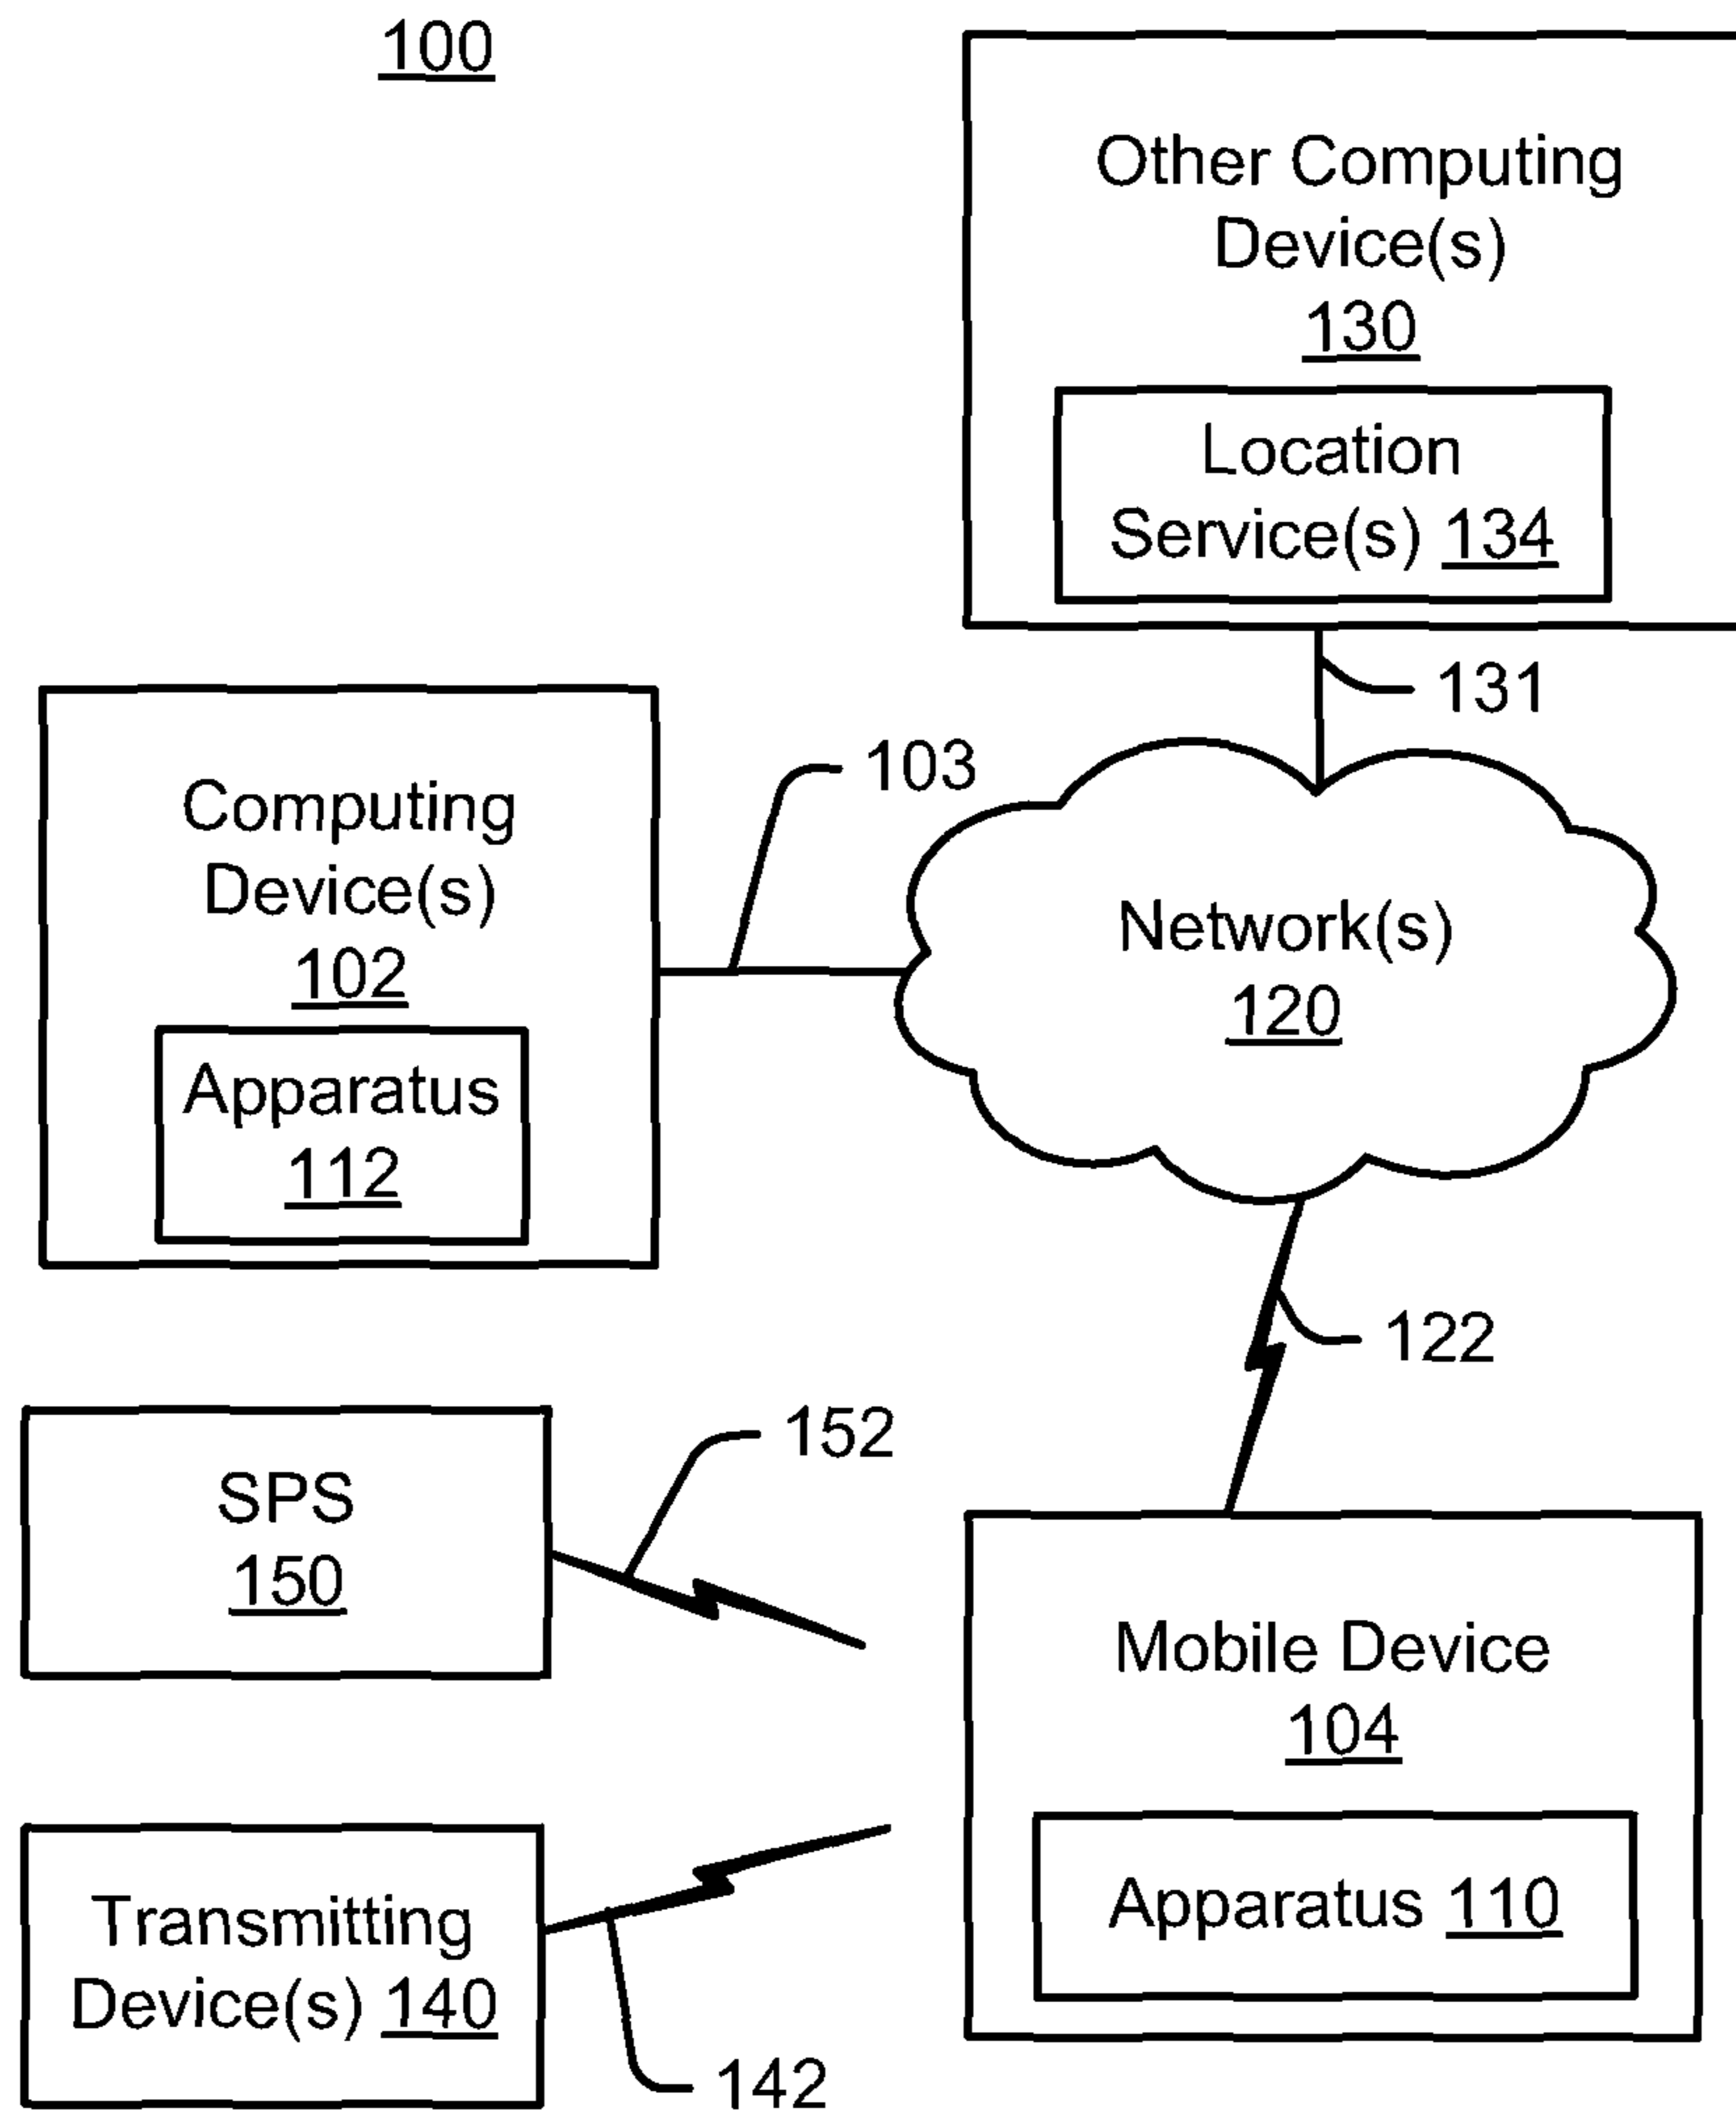 100
Other Computing
Device(s)
130
Location
Service(s) 134
131
103
Computing
Device(s)
102
Apparatus
112
Network(s)
120
122
152
SPS
150
Mobile Device
104
Apparatus 110
Transmitting
Device(s) 140
142